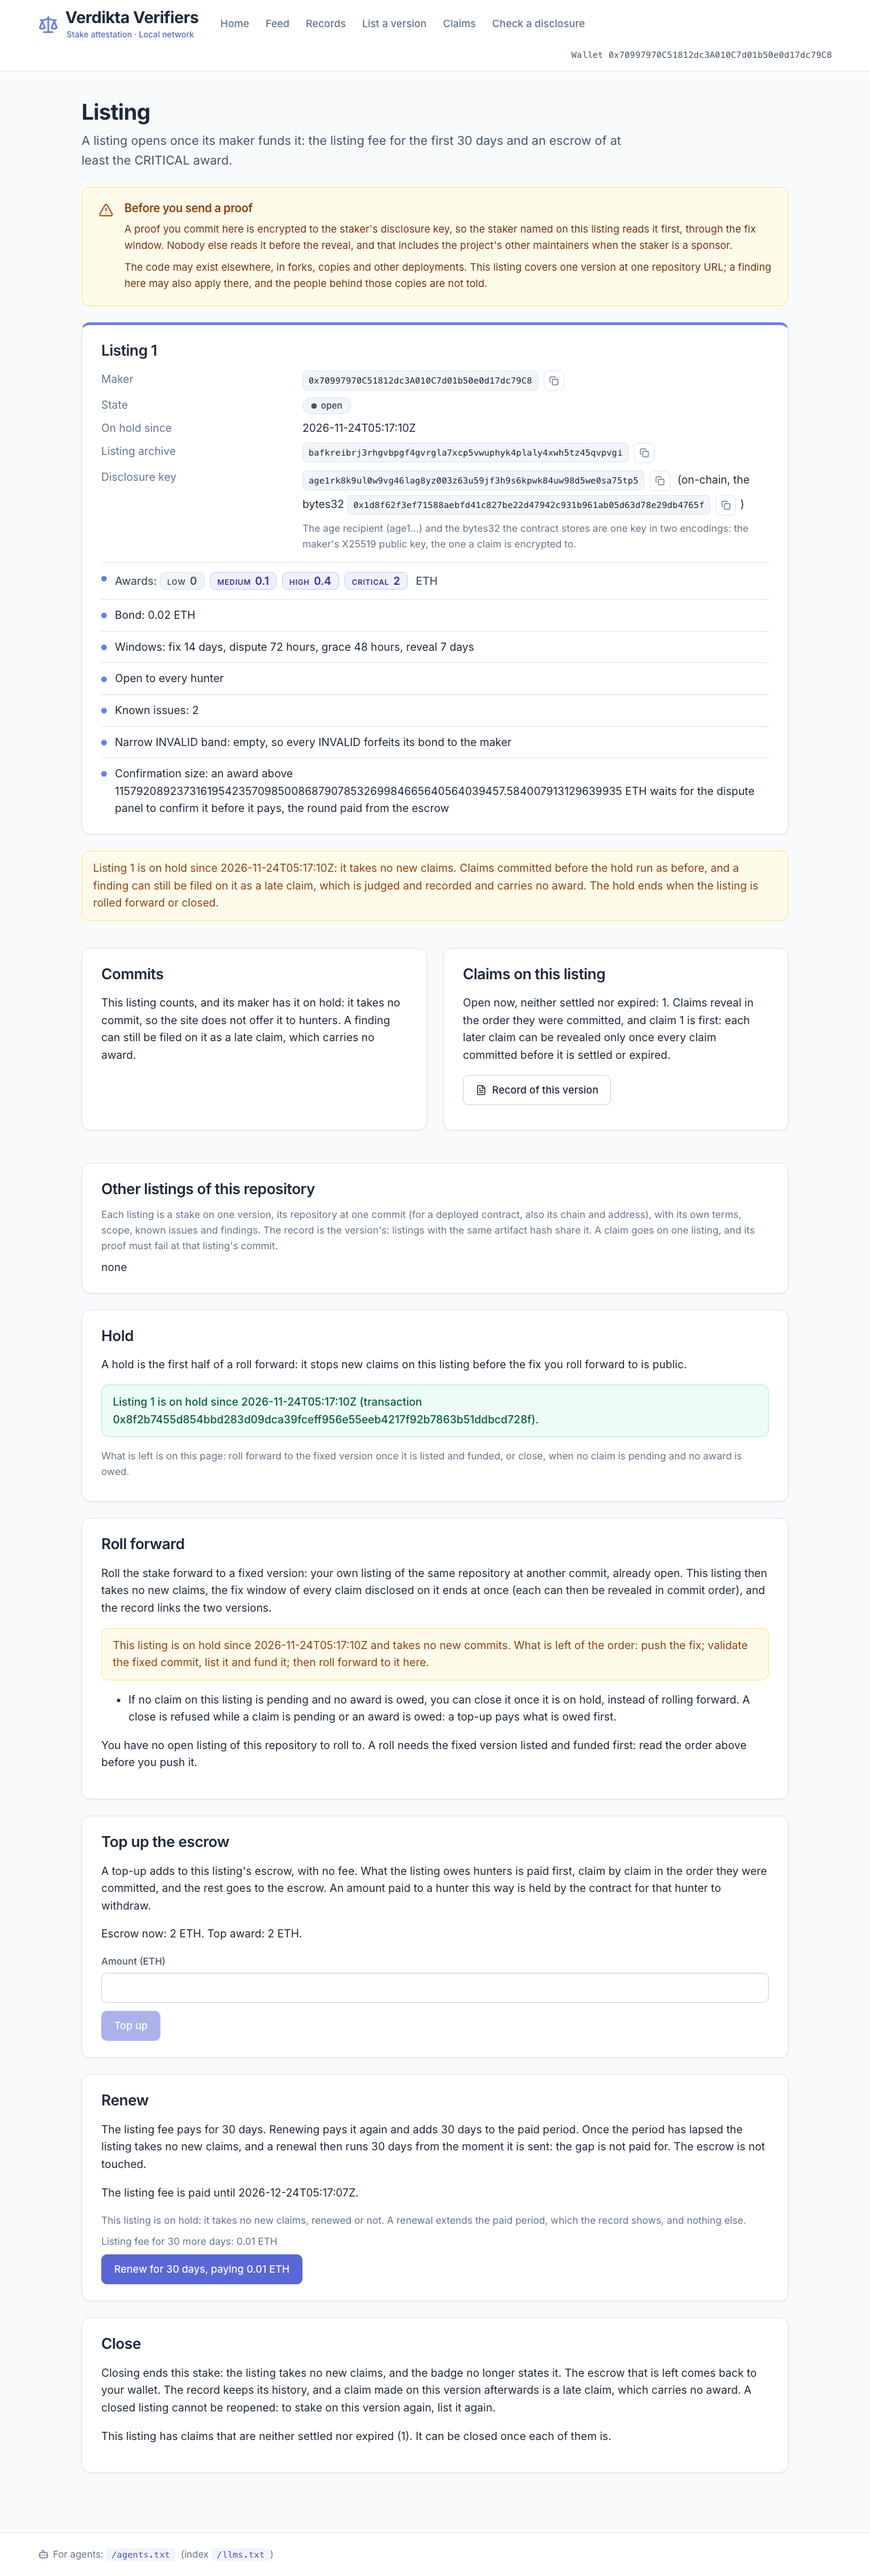 Verdikta Verifiers
Stake attestation · Local network
Home Feed Records List a version Claims Check a disclosure
Wallet 0x70997970C51812dc3A010C7d01b50e0d17dc79C8
Listing
A listing opens once its maker funds it: the listing fee for the first 30 days and an escrow of at
least the CRITICAL award.
Before you send a proof
A proof you commit here is encrypted to the staker's disclosure key, so the staker named on this listing reads it first, through the fix
window. Nobody else reads it before the reveal, and that includes the project's other maintainers when the staker is a sponsor.
The code may exist elsewhere, in forks, copies and other deployments. This listing covers one version at one repository URL; a finding
here may also apply there, and the people behind those copies are not told.
Listing 1
Maker 0x70997970C51812dc3A010C7d01b50e0d17dc79C8
State open
On hold since 2026-11-24T05:17:10Z
Listing archive bafkreibrj3rhgvbpgf4gvrgla7xcp5vwuphyk4plaly4xwh5tz45qvpvgi
Disclosure key age1rk8k9ul0w9vg46lag8yz003z63u59jf3h9s6kpwk84uw98d5we0sa75tp5 (on-chain, the
bytes32 0x1d8f62f3ef71588aebfd41c827be22d47942c931b961ab05d63d78e29db4765f )
The age recipient (age1…) and the bytes32 the contract stores are one key in two encodings: the
maker's X25519 public key, the one a claim is encrypted to.
Awards: LOW 0 MEDIUM 0.1 HIGH 0.4 CRITICAL 2 ETH
Bond: 0.02 ETH
Windows: fix 14 days, dispute 72 hours, grace 48 hours, reveal 7 days
Open to every hunter
Known issues: 2
Narrow INVALID band: empty, so every INVALID forfeits its bond to the maker
Confirmation size: an award above
115792089237316195423570985008687907853269984665640564039457.584007913129639935 ETH waits for the dispute
panel to confirm it before it pays, the round paid from the escrow
Listing 1 is on hold since 2026-11-24T05:17:10Z: it takes no new claims. Claims committed before the hold run as before, and a
finding can still be filed on it as a late claim, which is judged and recorded and carries no award. The hold ends when the listing is
rolled forward or closed.
Commits
This listing counts, and its maker has it on hold: it takes no
commit, so the site does not offer it to hunters. A finding
can still be filed on it as a late claim, which carries no
award.
Claims on this listing
Open now, neither settled nor expired: 1. Claims reveal in
the order they were committed, and claim 1 is first: each
later claim can be revealed only once every claim
committed before it is settled or expired.
Record of this version
Other listings of this repository
Each listing is a stake on one version, its repository at one commit (for a deployed contract, also its chain and address), with its own terms,
scope, known issues and findings. The record is the version's: listings with the same artifact hash share it. A claim goes on one listing, and its
proof must fail at that listing's commit.
none
Hold
A hold is the first half of a roll forward: it stops new claims on this listing before the fix you roll forward to is public.
Listing 1 is on hold since 2026-11-24T05:17:10Z (transaction
0x8f2b7455d854bbd283d09dca39fceff956e55eeb4217f92b7863b51ddbcd728f).
What is left is on this page: roll forward to the fixed version once it is listed and funded, or close, when no claim is pending and no award is
owed.
Roll forward
Roll the stake forward to a fixed version: your own listing of the same repository at another commit, already open. This listing then
takes no new claims, the fix window of every claim disclosed on it ends at once (each can then be revealed in commit order), and
the record links the two versions.
This listing is on hold since 2026-11-24T05:17:10Z and takes no new commits. What is left of the order: push the fix; validate
the fixed commit, list it and fund it; then roll forward to it here.
If no claim on this listing is pending and no award is owed, you can close it once it is on hold, instead of rolling forward. A
close is refused while a claim is pending or an award is owed: a top-up pays what is owed first.
You have no open listing of this repository to roll to. A roll needs the fixed version listed and funded first: read the order above
before you push it.
Top up the escrow
A top-up adds to this listing's escrow, with no fee. What the listing owes hunters is paid first, claim by claim in the order they were
committed, and the rest goes to the escrow. An amount paid to a hunter this way is held by the contract for that hunter to
withdraw.
Escrow now: 2 ETH. Top award: 2 ETH.
Amount (ETH)
Top up
Renew
The listing fee pays for 30 days. Renewing pays it again and adds 30 days to the paid period. Once the period has lapsed the
listing takes no new claims, and a renewal then runs 30 days from the moment it is sent: the gap is not paid for. The escrow is not
touched.
The listing fee is paid until 2026-12-24T05:17:07Z.
This listing is on hold: it takes no new claims, renewed or not. A renewal extends the paid period, which the record shows, and nothing else.
Listing fee for 30 more days: 0.01 ETH
Renew for 30 days, paying 0.01 ETH
Close
Closing ends this stake: the listing takes no new claims, and the badge no longer states it. The escrow that is left comes back to
your wallet. The record keeps its history, and a claim made on this version afterwards is a late claim, which carries no award. A
closed listing cannot be reopened: to stake on this version again, list it again.
This listing has claims that are neither settled nor expired (1). It can be closed once each of them is.
For agents: /agents.txt (index /llms.txt)